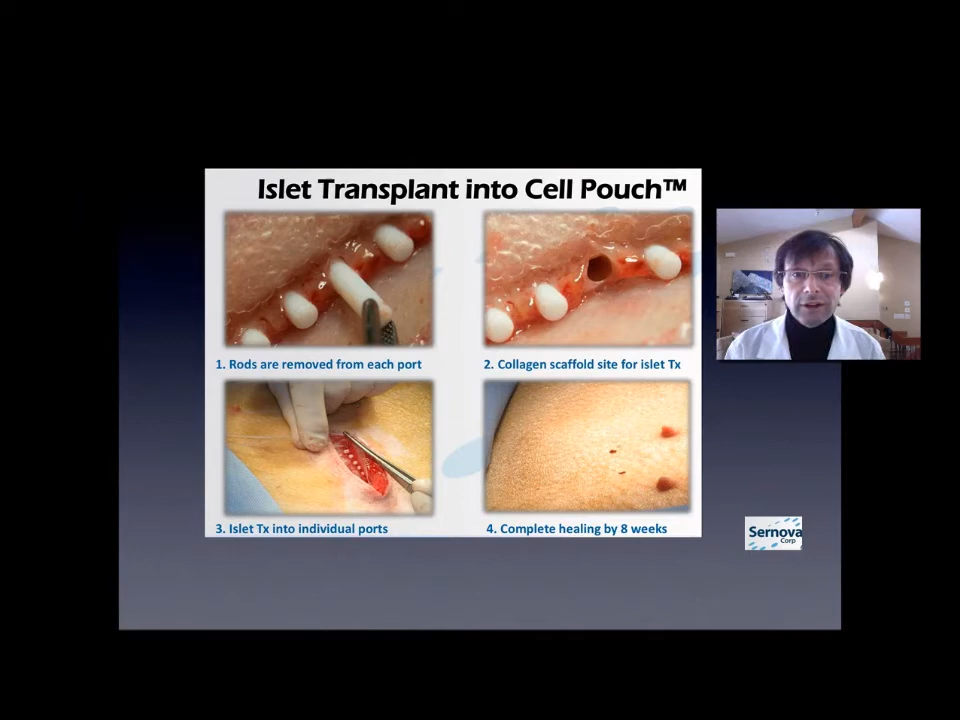 Islet Transplant into Cell Pouch™
1. Rods are removed from each port
2. Collagen scaffold site for islet Tx
3. Islet Tx into individual ports
4. Complete healing by 8 weeks
Sernova
Corp